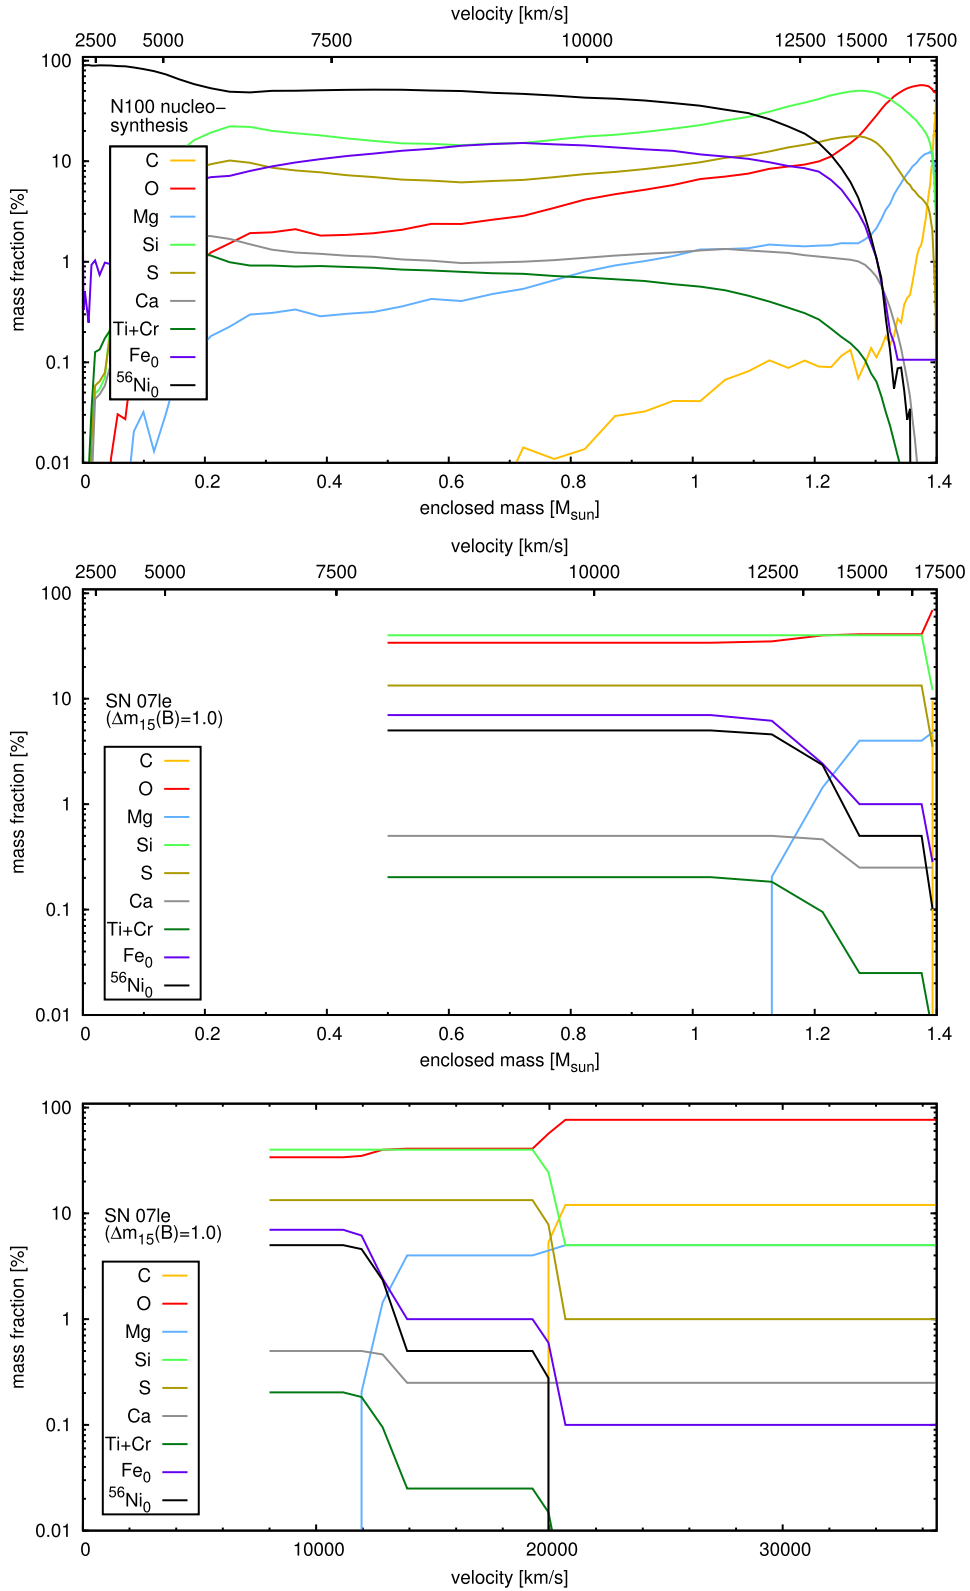 velocity [km/s]
2500 5000 7500 10000 12500 15000 17500
100
10
1
0.1
0.01
mass fraction [%]
N100 nucleo–
synthesis
C
O
Mg
Si
S
Ca
Ti+Cr
Fe0
56Ni0
0 0.2 0.4 0.6 0.8 1 1.2 1.4
enclosed mass [Msun]
velocity [km/s]
2500 5000 7500 10000 12500 15000 17500
100
10
1
0.1
0.01
mass fraction [%]
SN 07le
(Δm15(B)=1.0)
C
O
Mg
Si
S
Ca
Ti+Cr
Fe0
56Ni0
0 0.2 0.4 0.6 0.8 1 1.2 1.4
enclosed mass [Msun]
100
10
1
0.1
0.01
mass fraction [%]
SN 07le
(Δm15(B)=1.0)
C
O
Mg
Si
S
Ca
Ti+Cr
Fe0
56Ni0
0 10000 20000 30000
velocity [km/s]